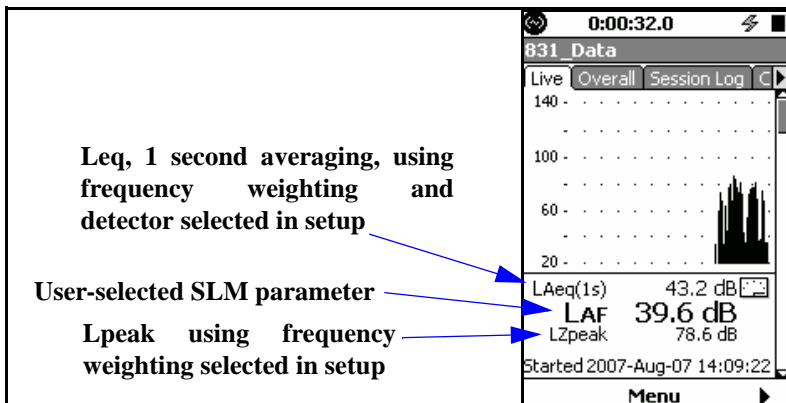 0:00:32.0
831_Data
Live Overall Session Log C
140
100
60
20
Leq, 1 second averaging, using
frequency weighting and
detector selected in setup
User-selected SLM parameter
Lpeak using frequency
weighting selected in setup
LAeq(1s) 43.2 dB
LAF 39.6 dB
LZpeak 78.6 dB
Started 2007-Aug-07 14:09:22
Menu